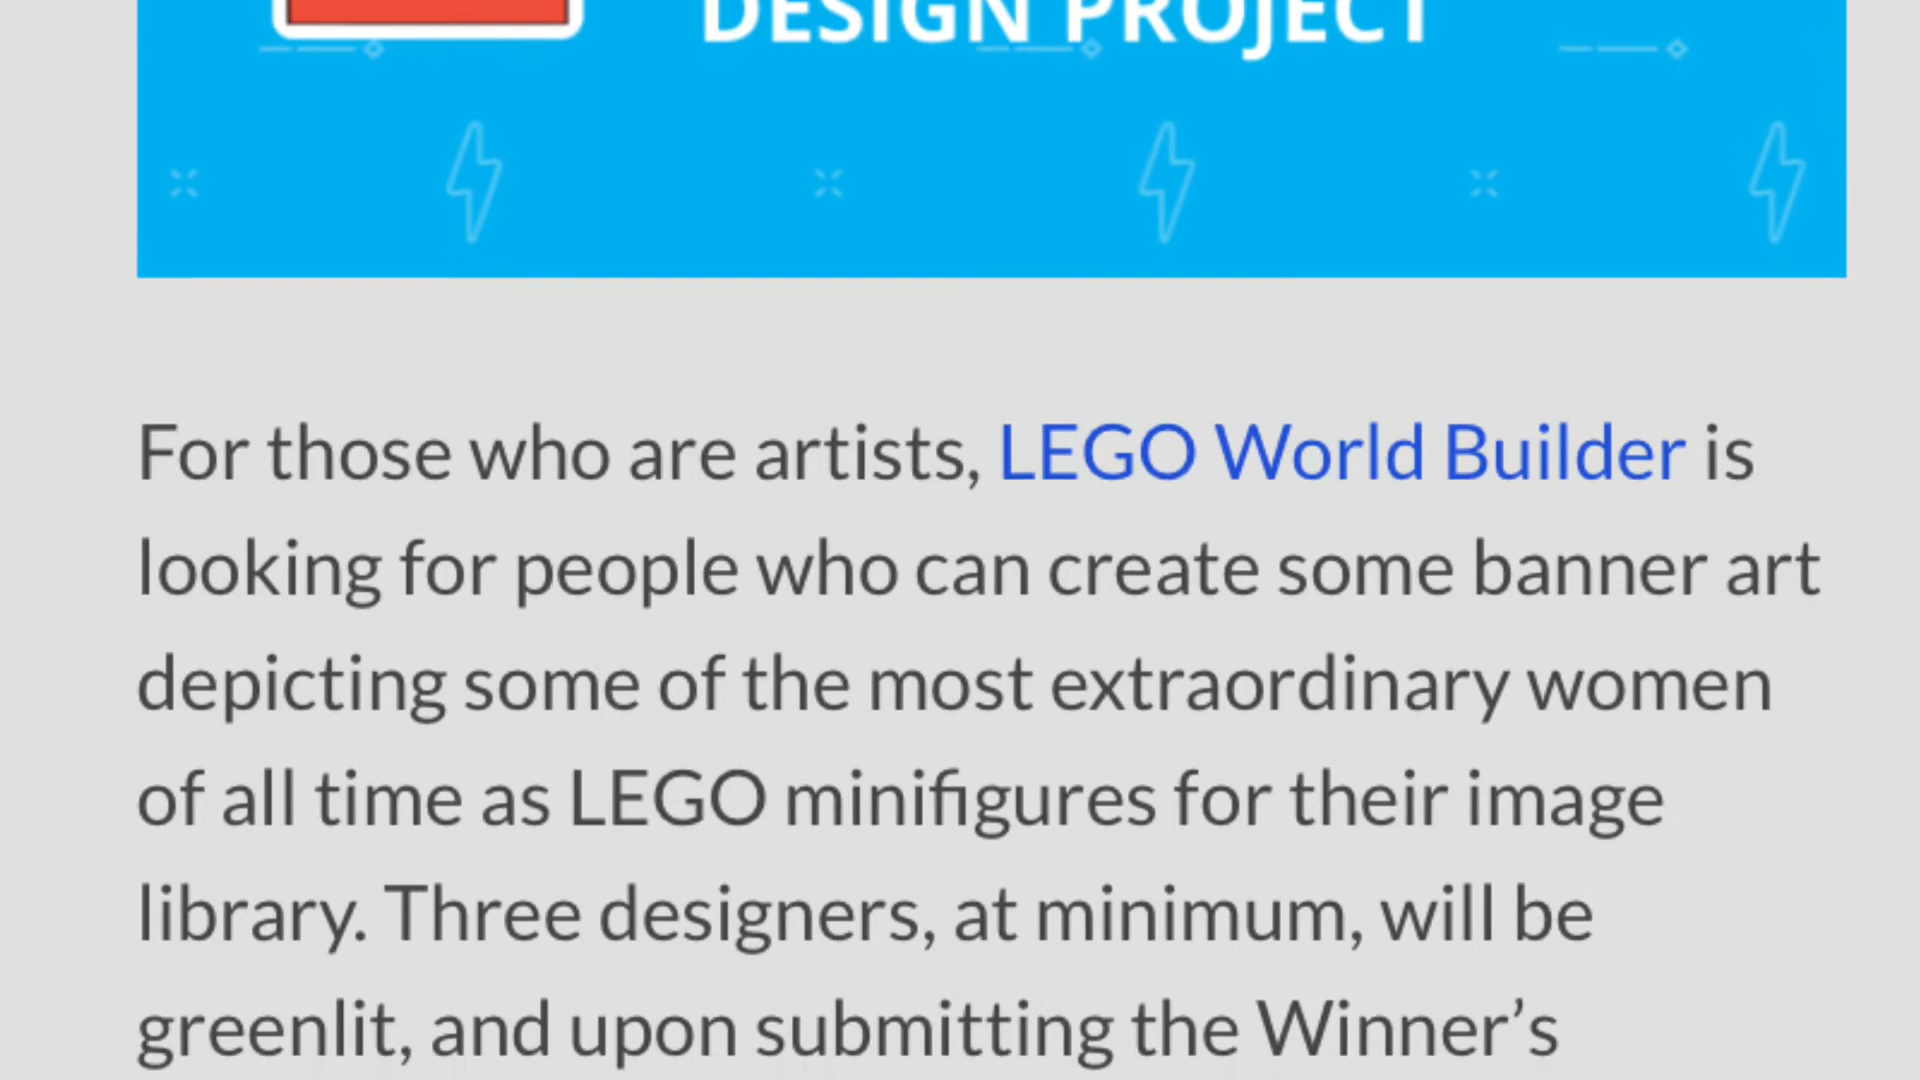 DESIGN PROJECT
For those who are artists, LEGO World Builder is
looking for people who can create some banner art
depicting some of the most extraordinary women
of all time as LEGO minifigures for their image
library. Three designers, at minimum, will be
greenlit, and upon submitting the Winner’s